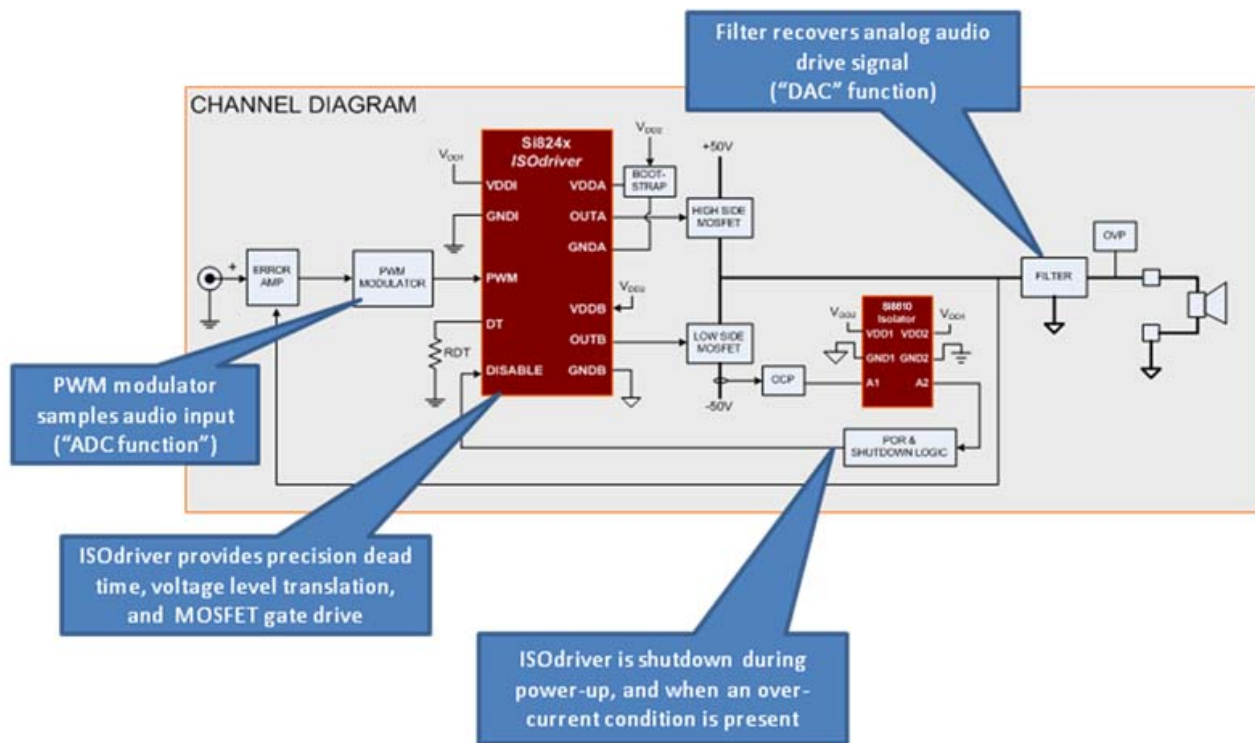 Filter recovers analog audio
drive signal
("DAC" function)
CHANNEL DIAGRAM
Si824x
ISOdriver
VDD1
VDDI
GNDI
PWM
DT
DISABLE
VDDA
OUTA
GNDA
VDDB
OUTB
GNDB
VDD2
BOOT-
STRAP
VDD2
+50V
HIGH SIDE
MOSFET
LOW SIDE
MOSFET
-50V
+
ERROR
AMP
PWM
MODULATOR
RDT
OCP
Si8610
Isolator
VDD2
VDD1
VDD2
VDD1
GND1
GND2
A1
A2
POR &
SHUTDOWN LOGIC
FILTER
OVP
PWM modulator
samples audio input
("ADC function")
ISOdriver provides precision dead
time, voltage level translation,
and MOSFET gate drive
ISOdriver is shutdown during
power-up, and when an over-
current condition is present